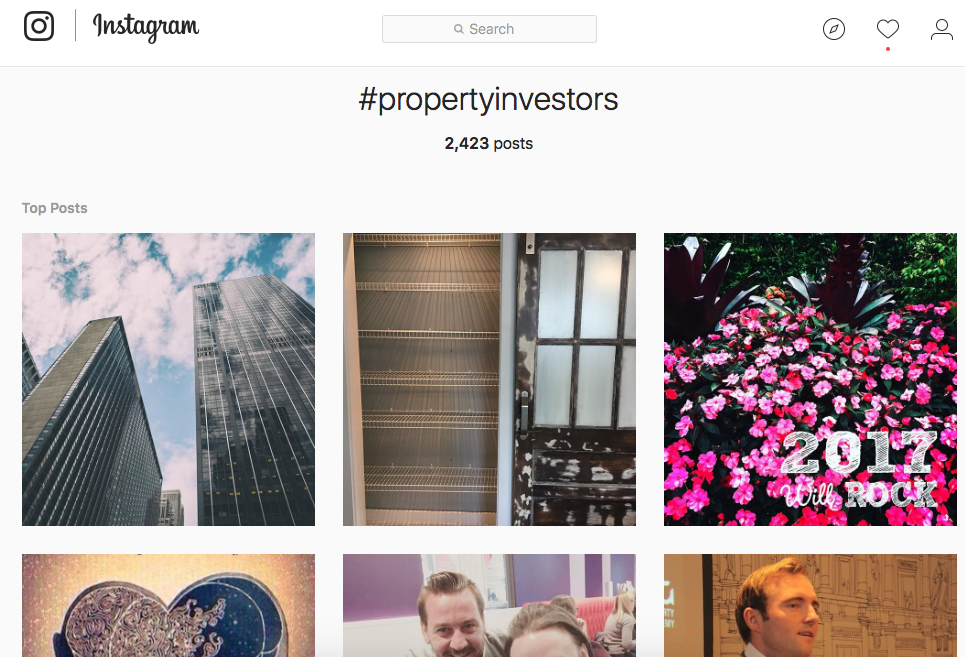 Instagram
Search
#propertyinvestors
2,423 posts
Top Posts
2017
Will ROCK